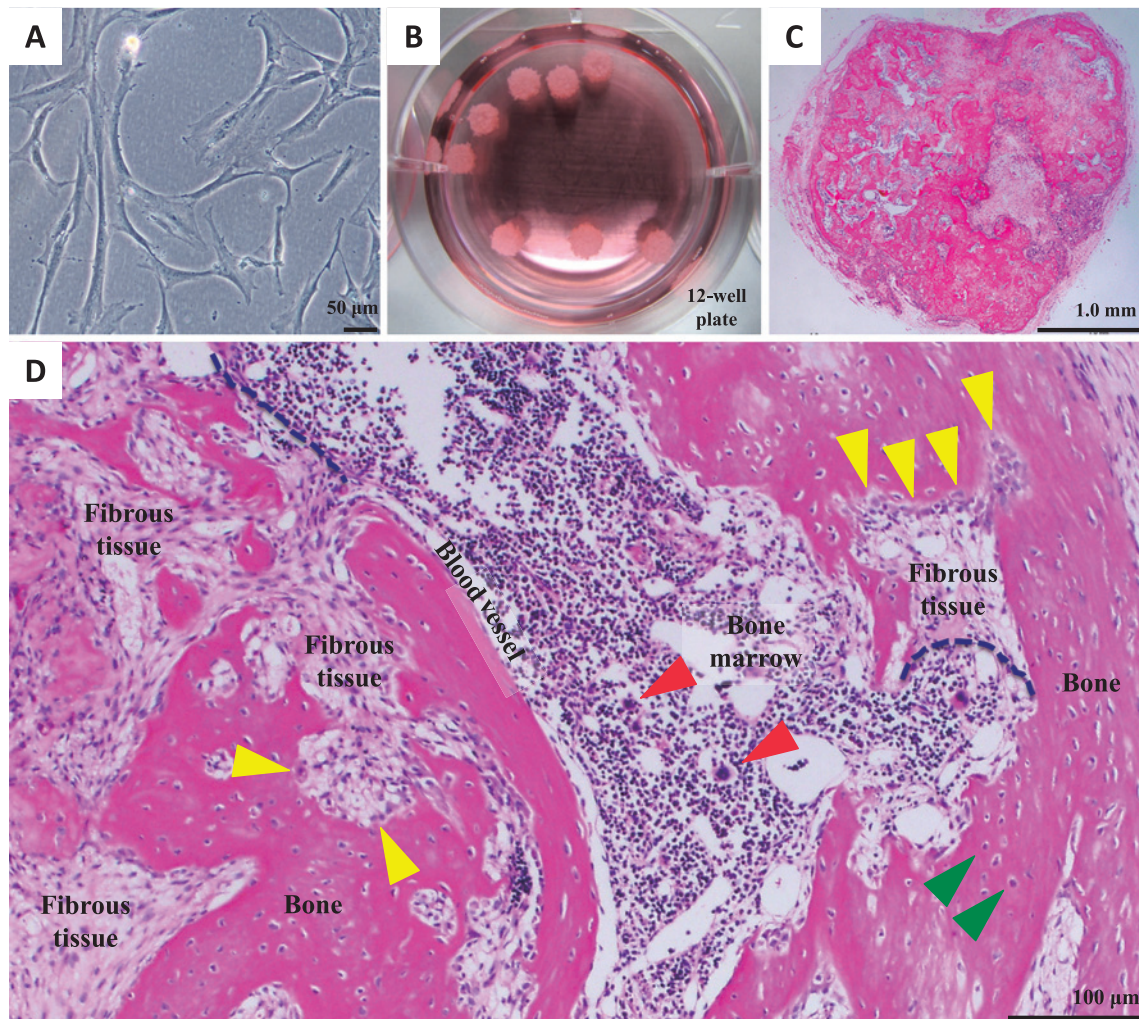 A
50 µm
B
12-well
plate
C
1.0 mm
D
Fibrous
tissue
Blood vessel
Fibrous
tissue
Bone
marrow
Fibrous
tissue
Bone
Fibrous
tissue
Bone
100 µm